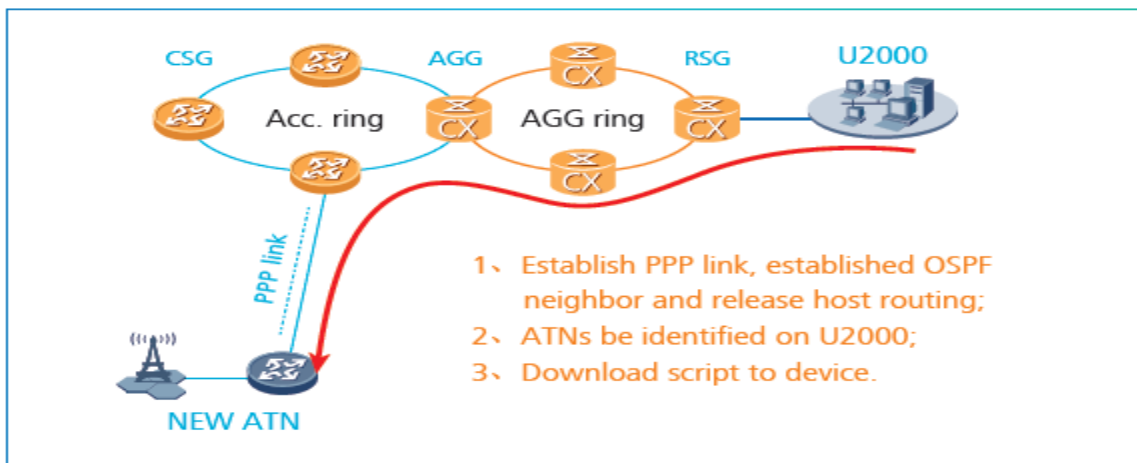 CSG
AGG
RSG
U2000
CX
Acc. ring
CX
AGG ring
CX
CX
PPP link
1、Establish PPP link, established OSPF
neighbor and release host routing;
2、ATNs be identified on U2000;
3、Download script to device.
NEW ATN